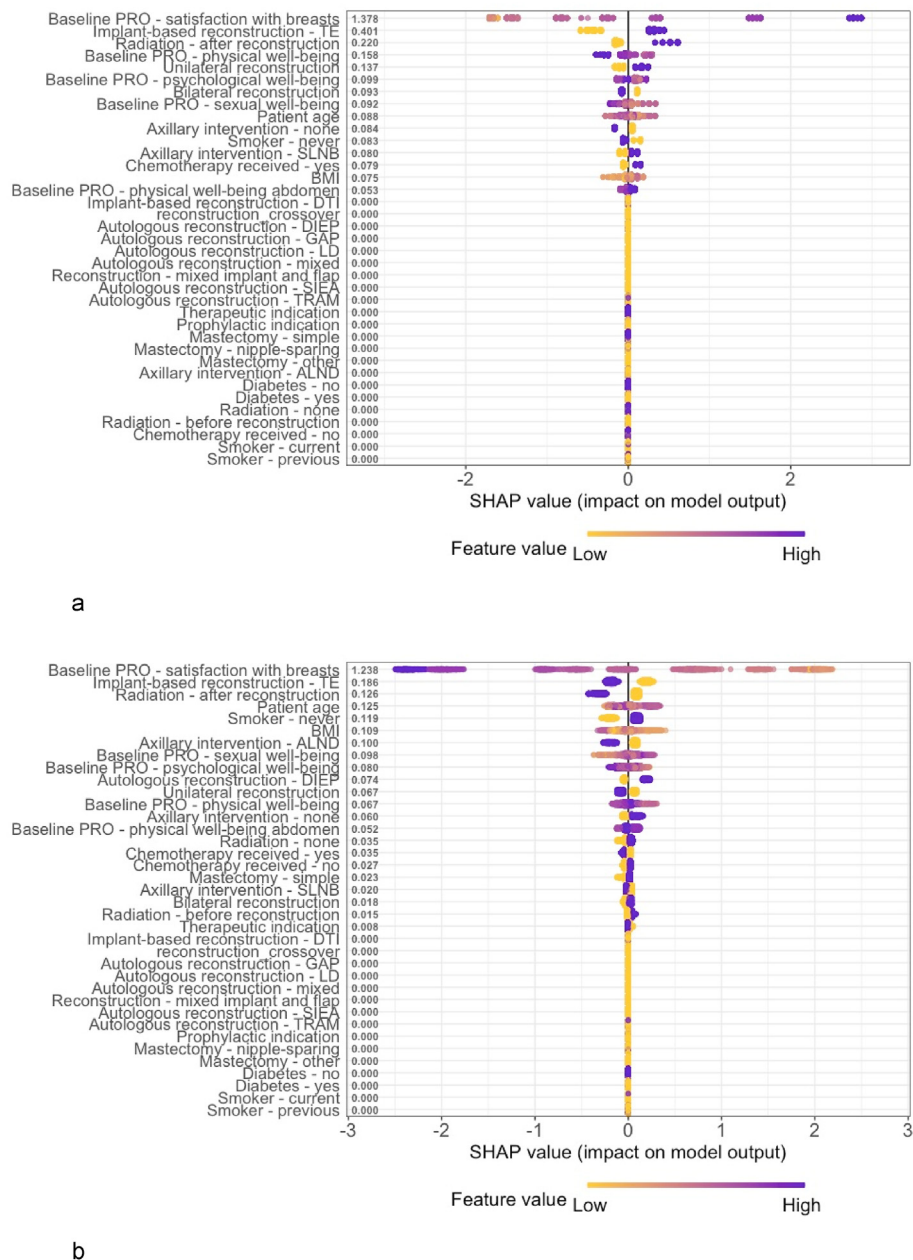 Baseline PRO - satisfaction with breasts 1.378
Implant-based reconstruction - TE 0.401
Radiation - after reconstruction 0.220
Baseline PRO - physical well-being 0.158
Unilateral reconstruction 0.137
Baseline PRO - psychological well-being 0.099
Bilateral reconstruction 0.093
Baseline PRO - sexual well-being 0.092
Patient age 0.088
Axillary intervention - none 0.084
Smoker - never 0.083
Axillary intervention - SLNB 0.080
Chemotherapy received - yes 0.079
BMI 0.075
Baseline PRO - physical well-being abdomen 0.053
Implant-based reconstruction - DTI 0.000
reconstruction_crossover 0.000
Autologous reconstruction - DIEP 0.000
Autologous reconstruction - GAP 0.000
Autologous reconstruction - LD 0.000
Autologous reconstruction - mixed 0.000
Reconstruction - mixed implant and flap 0.000
Autologous reconstruction - SIEA 0.000
Autologous reconstruction - TRAM 0.000
Therapeutic indication 0.000
Prophylactic indication 0.000
Mastectomy - simple 0.000
Mastectomy - nipple-sparing 0.000
Mastectomy - other 0.000
Axillary intervention - ALND 0.000
Diabetes - no 0.000
Diabetes - yes 0.000
Radiation - none 0.000
Radiation - before reconstruction 0.000
Chemotherapy received - no 0.000
Smoker - current 0.000
Smoker - previous 0.000
-2 0 2
SHAP value (impact on model output)
Feature value Low High
a
Baseline PRO - satisfaction with breasts 1.238
Implant-based reconstruction - TE 0.186
Radiation - after reconstruction 0.126
Patient age 0.125
Smoker - never 0.119
BMI 0.109
Axillary intervention - ALND 0.100
Baseline PRO - sexual well-being 0.098
Baseline PRO - psychological well-being 0.080
Autologous reconstruction - DIEP 0.074
Unilateral reconstruction 0.067
Baseline PRO - physical well-being 0.067
Axillary intervention - none 0.060
Baseline PRO - physical well-being abdomen 0.052
Radiation - none 0.035
Chemotherapy received - yes 0.035
Chemotherapy received - no 0.027
Mastectomy - simple 0.023
Axillary intervention - SLNB 0.020
Bilateral reconstruction 0.018
Radiation - before reconstruction 0.015
Therapeutic indication 0.008
Implant-based reconstruction - DTI 0.000
reconstruction_crossover 0.000
Autologous reconstruction - GAP 0.000
Autologous reconstruction - LD 0.000
Autologous reconstruction - mixed 0.000
Reconstruction - mixed implant and flap 0.000
Autologous reconstruction - SIEA 0.000
Autologous reconstruction - TRAM 0.000
Prophylactic indication 0.000
Mastectomy - nipple-sparing 0.000
Mastectomy - other 0.000
Diabetes - no 0.000
Diabetes - yes 0.000
Smoker - current 0.000
Smoker - previous 0.000
-3 -2 -1 0 1 2 3
SHAP value (impact on model output)
Feature value Low High
b